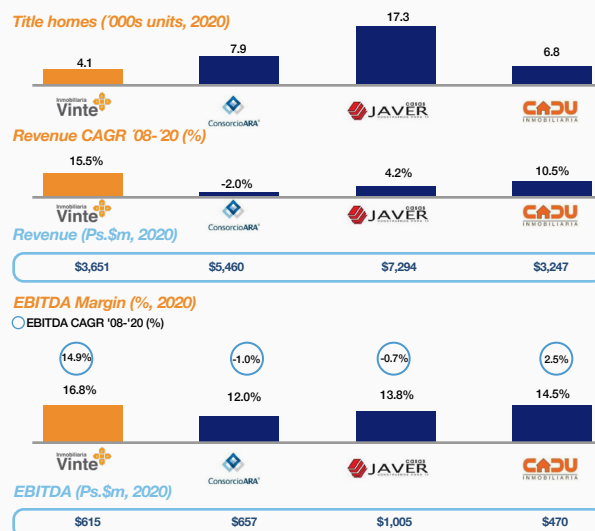 Title homes (´000s units, 2020)
4.1 7.9 17.3 6.8
Inmobiliaria Vinte ConsorcioARA® casas JAVER CADU INMOBILIARIA
Revenue CAGR ´08-´20 (%)
15.5% -2.0% 4.2% 10.5%
Inmobiliaria Vinte ConsorcioARA® casas JAVER CADU INMOBILIARIA
Revenue (Ps.$m, 2020)
$3,651 $5,460 $7,294 $3,247
EBITDA Margin (%, 2020)
EBITDA CAGR '08-'20 (%)
14.9% -1.0% -0.7% 2.5%
16.8% 12.0% 13.8% 14.5%
Inmobiliaria Vinte ConsorcioARA® casas JAVER CADU INMOBILIARIA
EBITDA (Ps.$m, 2020)
$615 $657 $1,005 $470